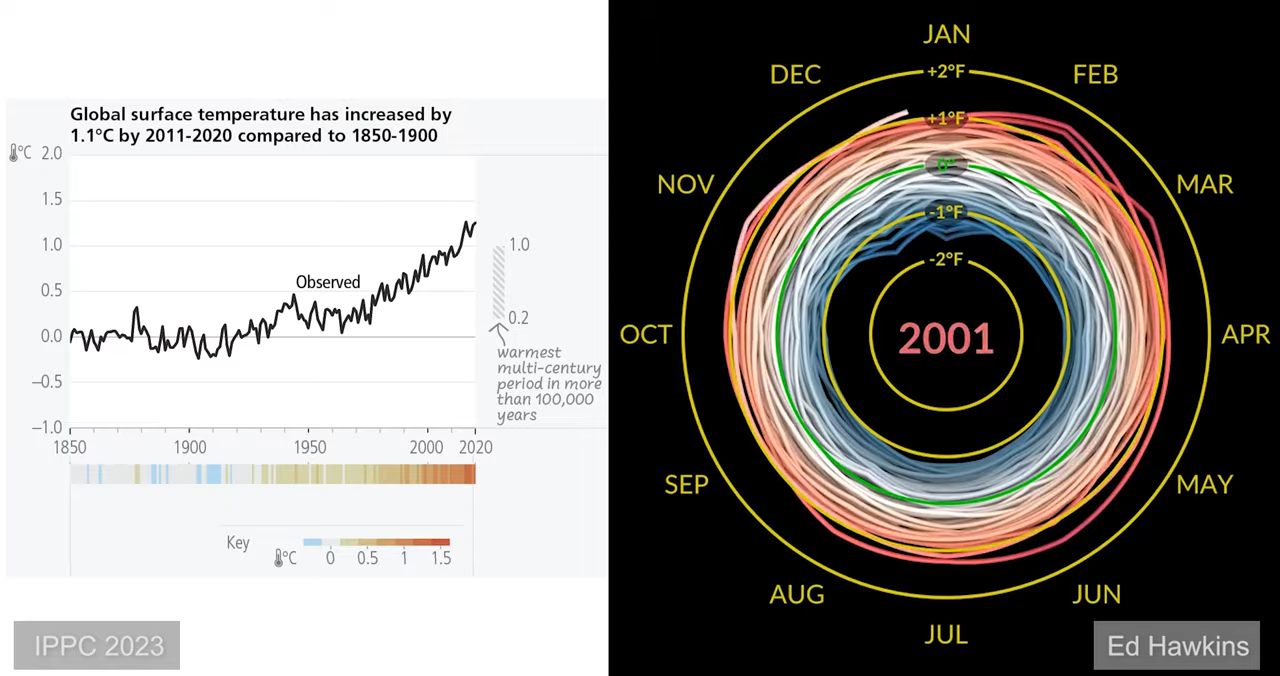 Global surface temperature has increased by
1.1°C by 2011-2020 compared to 1850-1900
°C
2.0
1.5
1.0
0.5
0.0
−0.5
−1.0
Observed
1.0
0.2
warmest
multi-century
period in more
than 100,000
years
1850
1900
1950
2000
2020
Key
°C
0
0.5
1
1.5
IPPC 2023
JAN
FEB
MAR
APR
MAY
JUN
JUL
AUG
SEP
OCT
NOV
DEC
+2°F
+1°F
0°
-1°F
-2°F
2001
Ed Hawkins